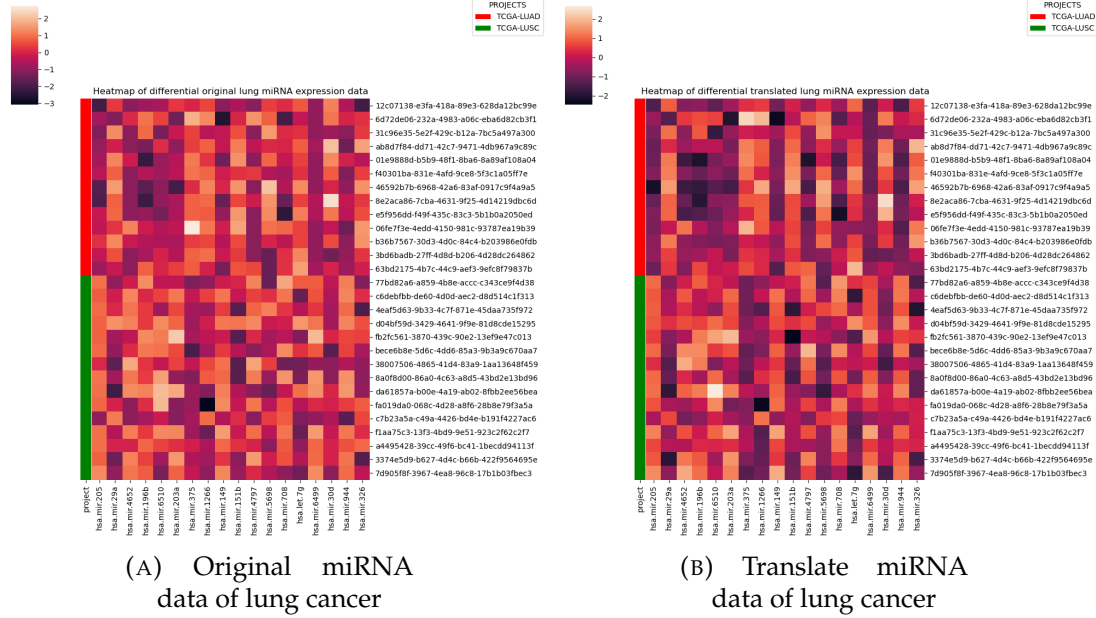 PROJECTS
TCGA-LUAD
TCGA-LUSC
2
1
0
−1
−2
−3
Heatmap of differential original lung miRNA expression data
12c07138-e3fa-418a-89e3-628da12bc99e
6d72de06-232a-4983-a06c-eba6d82cb3f1
31c96e35-5e2f-429c-b12a-7bc5a497a300
ab8d7f84-dd71-42c7-9471-4db967a9c89c
01e9888d-b5b9-48f1-8ba6-8a89af108a04
f40301ba-831e-4afd-9ce8-5f3c1a05ff7e
46592b7b-6968-42a6-83af-0917c9f4a9a5
8e2aca86-7cba-4631-9f25-4d14219dbc6d
e5f956dd-f49f-435c-83c3-5b1b0a2050ed
06fe7f3e-4edd-4150-981c-93787ea19b39
b36b7567-30d3-4d0c-84c4-b203986e0fdb
3bd6badb-27ff-4d8d-b206-4d28dc264862
63bd2175-4b7c-44c9-aef3-9efc8f79837b
77bd82a6-a859-4b8e-accc-c343ce9f4d38
c6debfbb-de60-4d0d-aec2-d8d514c1f313
4eaf5d63-9b33-4c7f-871e-45daa735f972
d04bf59d-3429-4641-9f9e-81d8cde15295
fb2fc561-3870-439c-90e2-13ef9e47c013
bece6b8e-5d6c-4dd6-85a3-9b3a9c670aa7
38007506-4865-41d4-83a9-1aa13648f459
8a0f8d00-86a0-4c63-a8d5-43bd2e13bd96
da61857a-b00e-4a19-ab02-8fbb2ee56bea
fa019da0-068c-4d28-a8f6-28b8e79f3a5a
c7b23a5a-c49a-4426-bd4e-b191f4227ac6
f1aa75c3-13f3-4bd9-9e51-923c2f62c2f7
a4495428-39cc-49f6-bc41-1becdd94113f
3374e5d9-b627-4d4c-b66b-422f9564695e
7d905f8f-3967-4ea8-96c8-17b1b03fbec3
project
hsa.mir.205
hsa.mir.29a
hsa.mir.4652
hsa.mir.196b
hsa.mir.6510
hsa.mir.203a
hsa.mir.375
hsa.mir.1266
hsa.mir.149
hsa.mir.151b
hsa.mir.4797
hsa.mir.5698
hsa.mir.708
hsa.let.7g
hsa.mir.6499
hsa.mir.30d
hsa.mir.944
hsa.mir.326
(A) Original miRNA
data of lung cancer
PROJECTS
TCGA-LUAD
TCGA-LUSC
2
1
0
−1
−2
Heatmap of differential translated lung miRNA expression data
12c07138-e3fa-418a-89e3-628da12bc99e
6d72de06-232a-4983-a06c-eba6d82cb3f1
31c96e35-5e2f-429c-b12a-7bc5a497a300
ab8d7f84-dd71-42c7-9471-4db967a9c89c
01e9888d-b5b9-48f1-8ba6-8a89af108a04
f40301ba-831e-4afd-9ce8-5f3c1a05ff7e
46592b7b-6968-42a6-83af-0917c9f4a9a5
8e2aca86-7cba-4631-9f25-4d14219dbc6d
e5f956dd-f49f-435c-83c3-5b1b0a2050ed
06fe7f3e-4edd-4150-981c-93787ea19b39
b36b7567-30d3-4d0c-84c4-b203986e0fdb
3bd6badb-27ff-4d8d-b206-4d28dc264862
63bd2175-4b7c-44c9-aef3-9efc8f79837b
77bd82a6-a859-4b8e-accc-c343ce9f4d38
c6debfbb-de60-4d0d-aec2-d8d514c1f313
4eaf5d63-9b33-4c7f-871e-45daa735f972
d04bf59d-3429-4641-9f9e-81d8cde15295
fb2fc561-3870-439c-90e2-13ef9e47c013
bece6b8e-5d6c-4dd6-85a3-9b3a9c670aa7
38007506-4865-41d4-83a9-1aa13648f459
8a0f8d00-86a0-4c63-a8d5-43bd2e13bd96
da61857a-b00e-4a19-ab02-8fbb2ee56bea
fa019da0-068c-4d28-a8f6-28b8e79f3a5a
c7b23a5a-c49a-4426-bd4e-b191f4227ac6
f1aa75c3-13f3-4bd9-9e51-923c2f62c2f7
a4495428-39cc-49f6-bc41-1becdd94113f
3374e5d9-b627-4d4c-b66b-422f9564695e
7d905f8f-3967-4ea8-96c8-17b1b03fbec3
project
hsa.mir.205
hsa.mir.29a
hsa.mir.4652
hsa.mir.196b
hsa.mir.6510
hsa.mir.203a
hsa.mir.375
hsa.mir.1266
hsa.mir.149
hsa.mir.151b
hsa.mir.4797
hsa.mir.5698
hsa.mir.708
hsa.let.7g
hsa.mir.6499
hsa.mir.30d
hsa.mir.944
hsa.mir.326
(B) Translate miRNA
data of lung cancer